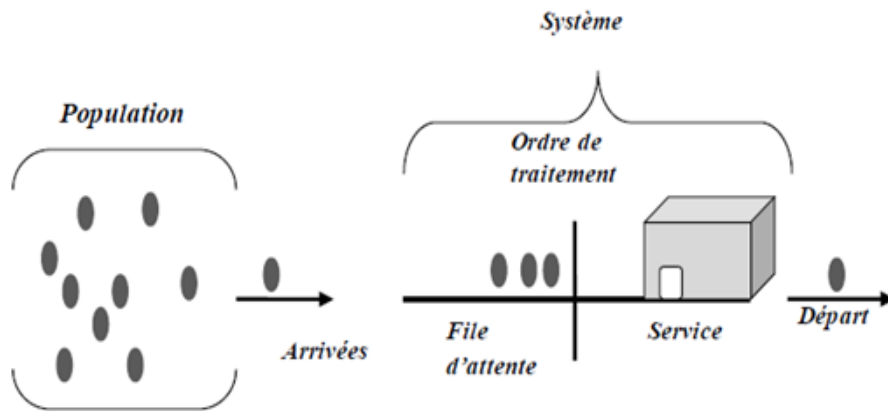 Système
Population
Ordre de
traitement
Arrivées
File
d'attente
Service
Départ